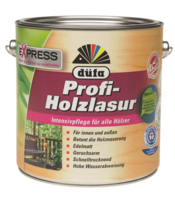 EXPRESS
düfa
Profi-
Holzlasur
Intensivpflege für alle Hölzer
• Für innen und außen
• Betont die Holzmaserung
• Edelmatt
• Geruchsarm
• Schnelltrocknend
• Hohe Wasserabweisung